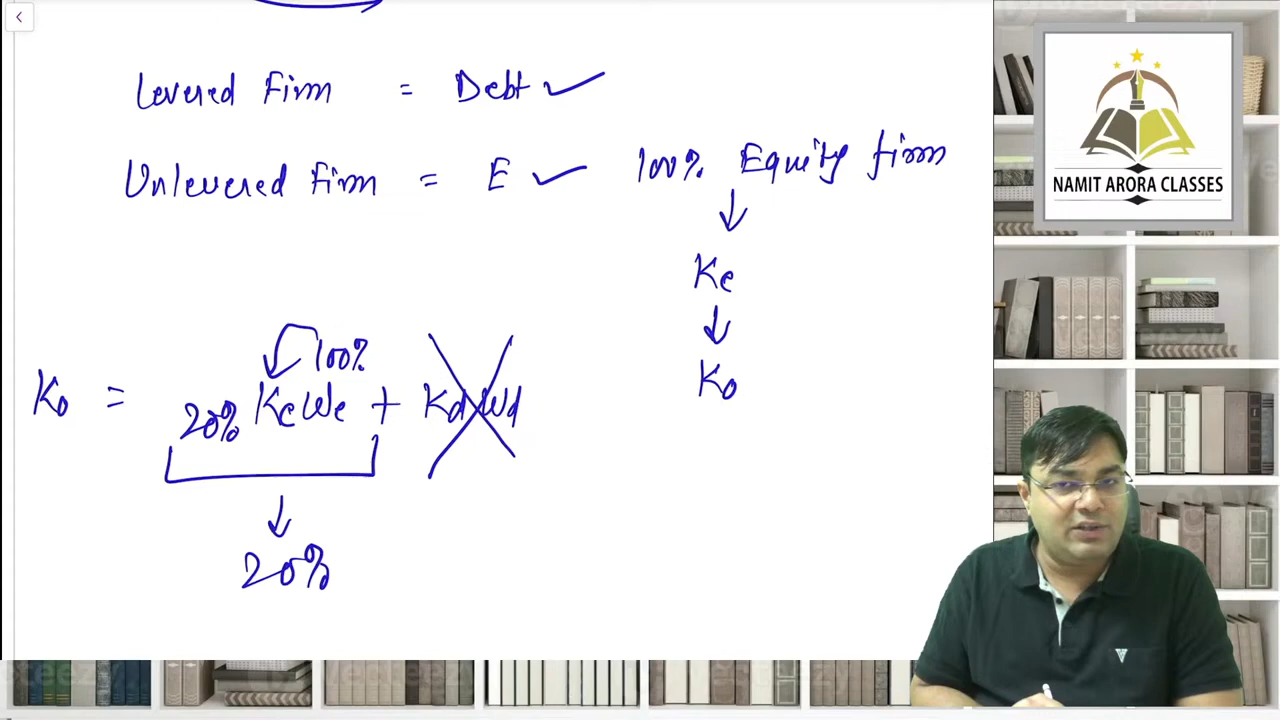 Levered Firm = Debt ✓
Unlevered Firm = E ✓ 100% Equity firm
↓
Ke
↓
Ko
100%
Ko = 20% KeWe + KdWd
↓
20%
NAMIT ARORA CLASSES